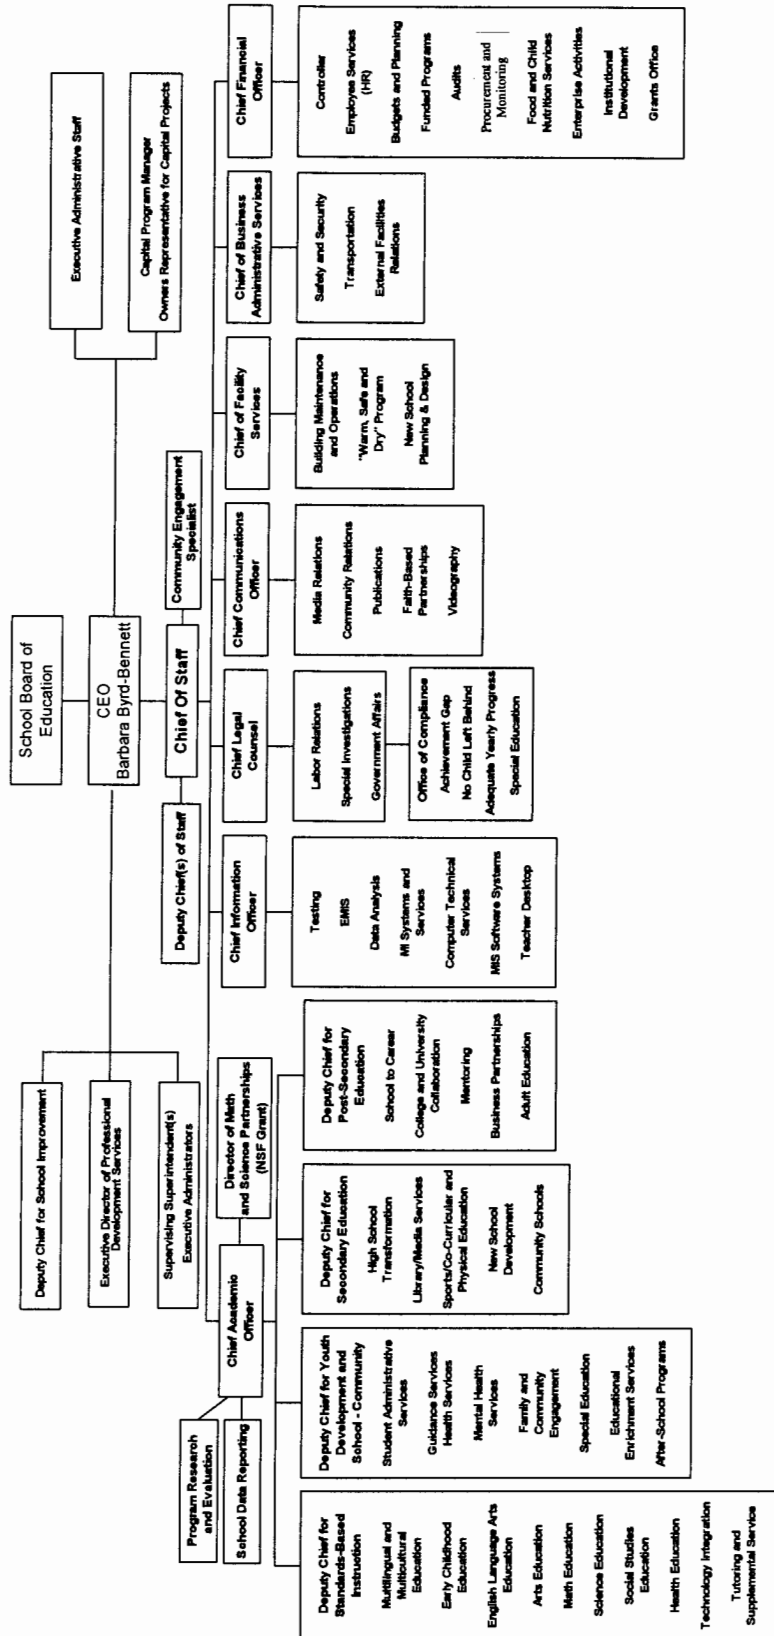 School Board of
Education
CEO
Barbara Byrd-Bennett
Executive Administrative Staff
Capital Program Manager
Owners Representative for Capital Projects
Deputy Chief for School Improvement
Executive Director of Professional
Development Services
Supervising Superintendent(s)
Executive Administrators
Deputy Chief(s) of Staff
Chief Of Staff
Community Engagement
Specialist
Program Research
and Evaluation
School Data Reporting
Chief Academic
Officer
Director of Math
and Science Partnerships
(NSF Grant)
Chief Information
Officer
Chief Legal
Counsel
Chief Communications
Officer
Chief of Facility
Services
Chief of Business
Administrative Services
Chief Financial
Officer
Deputy Chief for
Standards-Based
Instruction
Multilingual and
Multicultural
Education
Early Childhood
Education
English Language Arts
Education
Arts Education
Math Education
Science Education
Social Studies
Education
Health Education
Technology Integration
Tutoring and
Supplemental Service
Deputy Chief for Youth
Development and
School - Community
Student Administrative
Services
Guidance Services
Health Services
Mental Health
Services
Family and
Community
Engagement
Special Education
Educational
Enrichment Services
After-School Programs
Deputy Chief for
Secondary Education
High School
Transformation
Library/Media Services
Sports/Co-Curricular and
Physical Education
New School
Development
Community Schools
Deputy Chief for
Post-Secondary
Education
School to Career
College and University
Collaboration
Mentoring
Business Partnerships
Adult Education
Testing
EMIS
Data Analysis
MI Systems and
Services
Computer Technical
Services
MIS Software Systems
Teacher Desktop
Labor Relations
Special Investigations
Government Affairs
Office of Compliance
Achievement Gap
No Child Left Behind
Adequate Yearly Progress
Special Education
Media Relations
Community Relations
Publications
Faith-Based
Partnerships
Videography
Building Maintenance
and Operations
"Warm, Safe and
Dry" Program
New School
Planning & Design
Safety and Security
Transportation
External Facilities
Relations
Controller
Employee Services
(HR)
Budgets and Planning
Funded Programs
Audits
Procurement and
Monitoring
Food and Child
Nutrition Services
Enterprise Activities
Institutional
Development
Grants Office